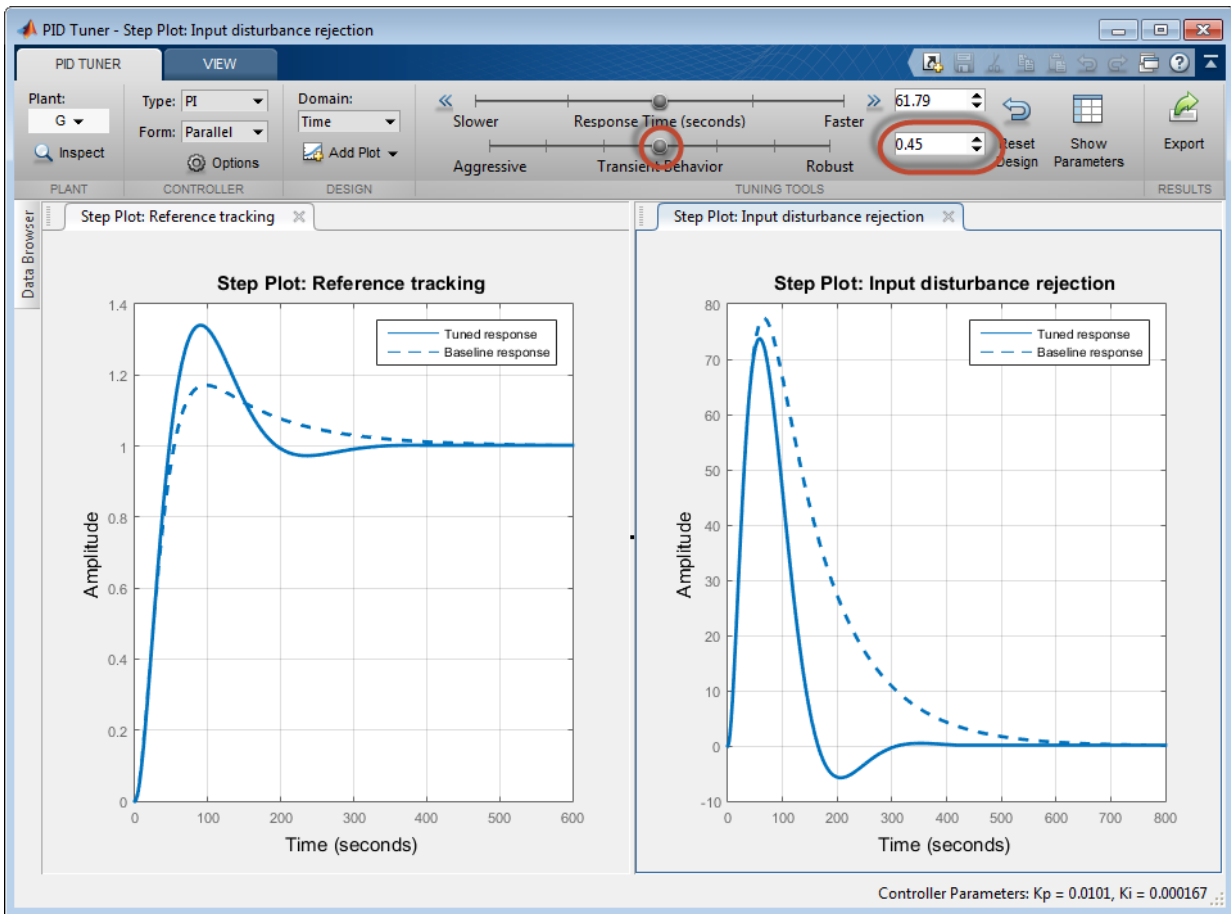 PID Tuner - Step Plot: Input disturbance rejection
PID TUNER
VIEW
Plant:
G
Inspect
PLANT
Type: PI
Form: Parallel
Options
CONTROLLER
Domain:
Time
Add Plot
DESIGN
Slower
Response Time (seconds)
Faster
61.79
Aggressive
Transient Behavior
Robust
0.45
Reset
Design
Show
Parameters
TUNING TOOLS
Export
RESULTS
Data Browser
Step Plot: Reference tracking
Step Plot: Reference tracking
Tuned response
Baseline response
Amplitude
1.4
1.2
1
0.8
0.6
0.4
0.2
0
0 100 200 300 400 500 600
Time (seconds)
Step Plot: Input disturbance rejection
Step Plot: Input disturbance rejection
Tuned response
Baseline response
Amplitude
80
70
60
50
40
30
20
10
0
-10
0 100 200 300 400 500 600 700 800
Time (seconds)
Controller Parameters: Kp = 0.0101, Ki = 0.000167